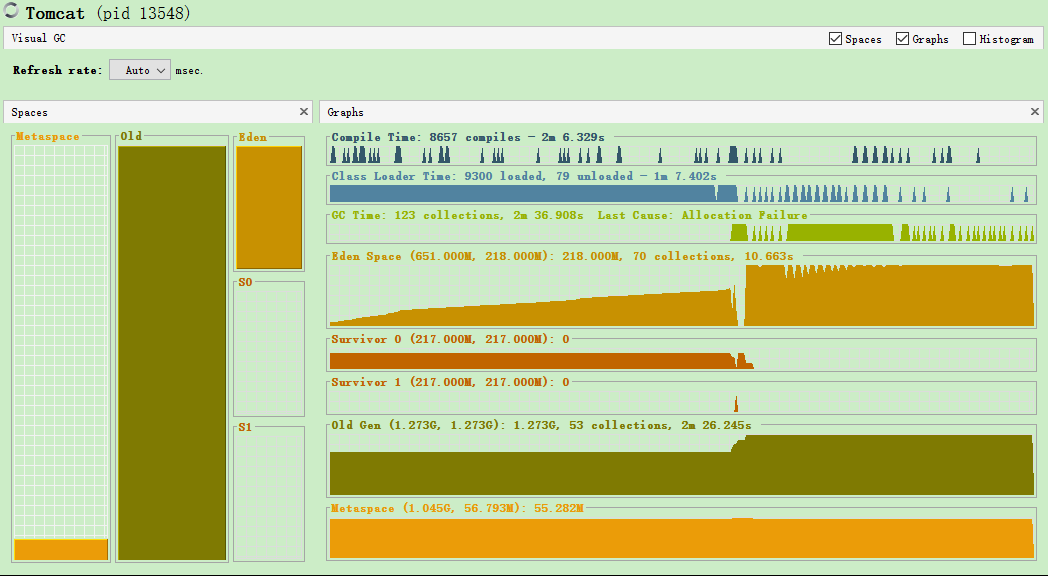 Tomcat (pid 13548)
Visual GC
Spaces Graphs Histogram
Refresh rate: Auto msec.
Spaces
Metaspace Old Eden
S0
S1
Graphs
Compile Time: 8657 compiles - 2m 6.329s
Class Loader Time: 9300 loaded, 79 unloaded - 1m 7.402s
GC Time: 123 collections, 2m 36.908s Last Cause: Allocation Failure
Eden Space (651.000M, 218.000M): 218.000M, 70 collections, 10.663s
Survivor 0 (217.000M, 217.000M): 0
Survivor 1 (217.000M, 217.000M): 0
Old Gen (1.273G, 1.273G): 1.273G, 53 collections, 2m 26.245s
Metaspace (1.045G, 56.793M): 55.282M